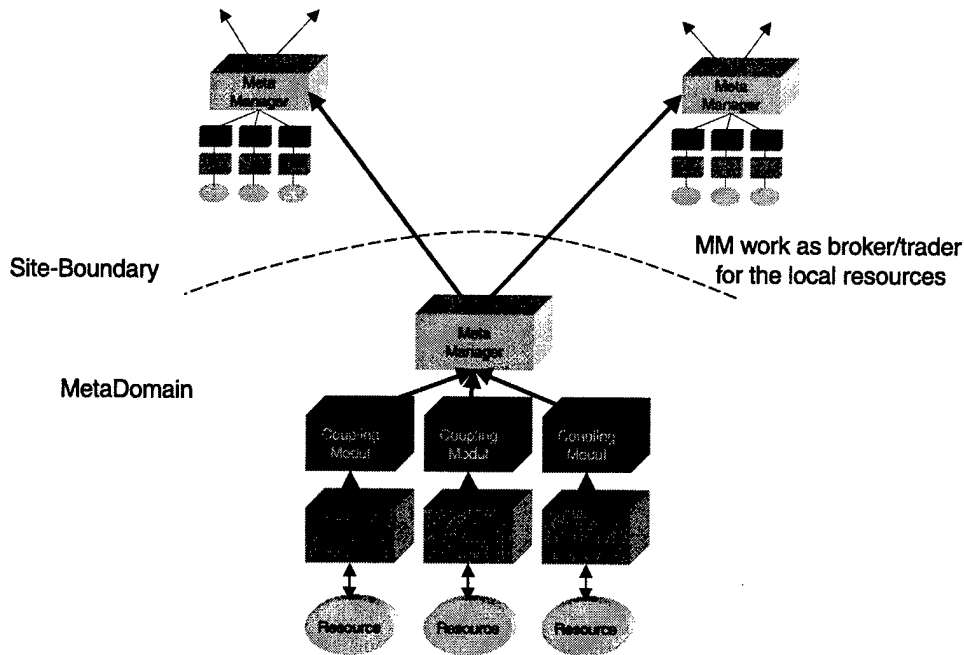 Meta
Manager
Meta
Manager
Site-Boundary
MM work as broker/trader
for the local resources
Meta
Manager
MetaDomain
Coupling
Modul
Coupling
Modul
Coupling
Modul
Resource
Resource
Resource